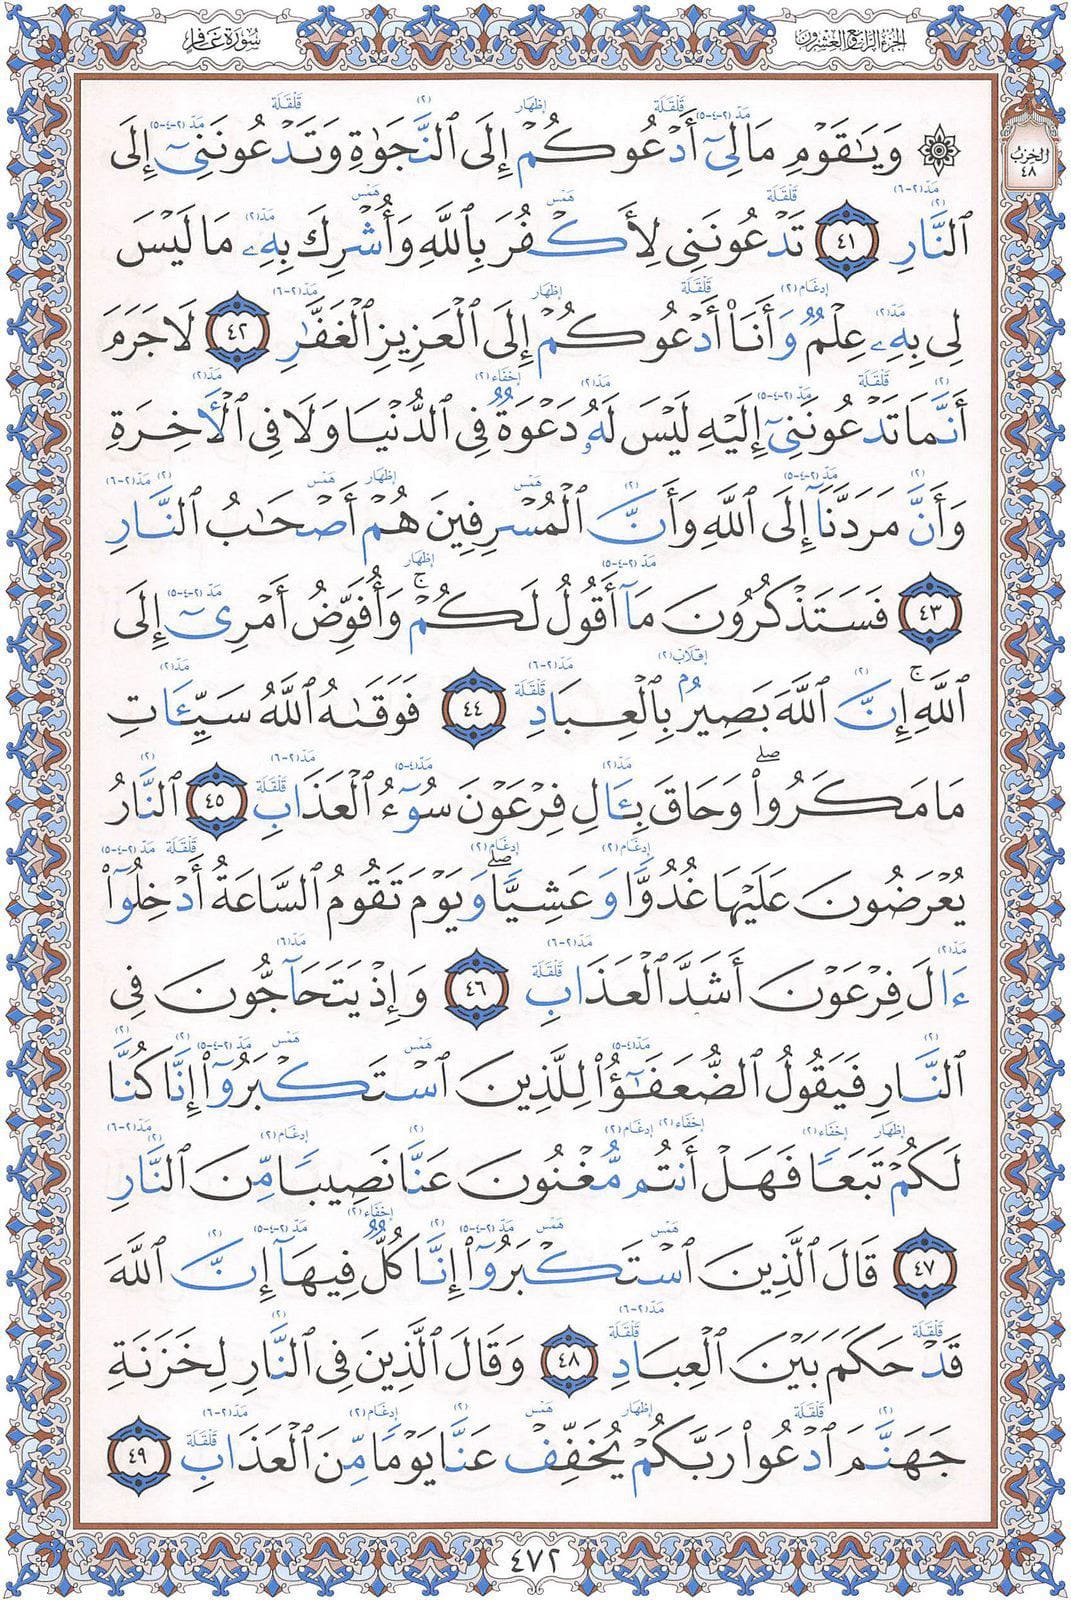 سُورَةُ غَافِر
الجزء الرابع والعشرون
الحزب ٤٨
۞ وَيَٰقَوْمِ مَا لِيٓ أَدْعُوكُمْ إِلَى ٱلنَّجَوٰةِ وَتَدْعُونَنِيٓ إِلَى
ٱلنَّارِ ٤١ تَدْعُونَنِي لِأَكْفُرَ بِٱللَّهِ وَأُشْرِكَ بِهِۦ مَا لَيْسَ
لِي بِهِۦ عِلْمٌ وَأَنَا۠ أَدْعُوكُمْ إِلَى ٱلْعَزِيزِ ٱلْغَفَّٰرِ ٤٢ لَا جَرَمَ
أَنَّمَا تَدْعُونَنِيٓ إِلَيْهِ لَيْسَ لَهُۥ دَعْوَةٌ فِي ٱلدُّنْيَا وَلَا فِي ٱلْأَخِرَةِ
وَأَنَّ مَرَدَّنَآ إِلَى ٱللَّهِ وَأَنَّ ٱلْمُسْرِفِينَ هُمْ أَصْحَٰبُ ٱلنَّارِ
٤٣ فَسَتَذْكُرُونَ مَآ أَقُولُ لَكُمْۚ وَأُفَوِّضُ أَمْرِيٓ إِلَى
ٱللَّهِۚ إِنَّ ٱللَّهَ بَصِيرُۢ بِٱلْعِبَادِ ٤٤ فَوَقَىٰهُ ٱللَّهُ سَيِّـَٔاتِ
مَا مَكَرُوا۟ۖ وَحَاقَ بِـَٔالِ فِرْعَوْنَ سُوٓءُ ٱلْعَذَابِ ٤٥ ٱلنَّارُ
يُعْرَضُونَ عَلَيْهَا غُدُوًّا وَعَشِيًّاۖ وَيَوْمَ تَقُومُ ٱلسَّاعَةُ أَدْخِلُوٓا۟
ءَالَ فِرْعَوْنَ أَشَدَّ ٱلْعَذَابِ ٤٦ وَإِذْ يَتَحَآجُّونَ فِي
ٱلنَّارِ فَيَقُولُ ٱلضُّعَفَٰٓؤُا۟ لِلَّذِينَ ٱسْتَكْبَرُوٓا۟ إِنَّا كُنَّا
لَكُمْ تَبَعًا فَهَلْ أَنتُم مُّغْنُونَ عَنَّا نَصِيبًا مِّنَ ٱلنَّارِ
٤٧ قَالَ ٱلَّذِينَ ٱسْتَكْبَرُوٓا۟ إِنَّا كُلٌّ فِيهَآ إِنَّ ٱللَّهَ
قَدْ حَكَمَ بَيْنَ ٱلْعِبَادِ ٤٨ وَقَالَ ٱلَّذِينَ فِي ٱلنَّارِ لِخَزَنَةِ
جَهَنَّمَ ٱدْعُوا۟ رَبَّكُمْ يُخَفِّفْ عَنَّا يَوْمًا مِّنَ ٱلْعَذَابِ ٤٩
٤٧٢